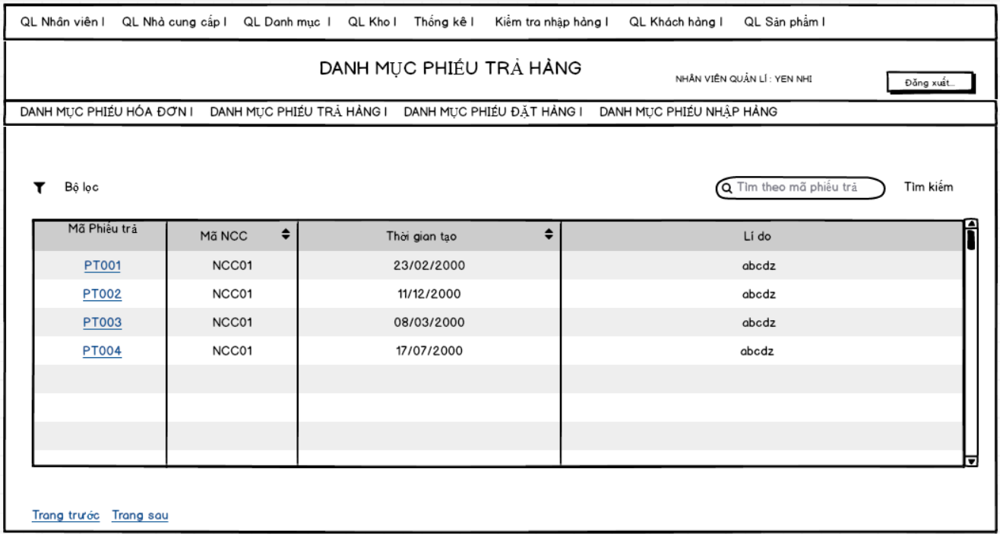 QL Nhân viên I QL Nhà cung cấp I QL Danh mục I QL Kho I Thống kê I Kiểm tra nhập hàng I QL Khách hàng I QL Sản phẩm I
DANH MỤC PHIẾU TRẢ HÀNG
NHÂN VIÊN QUẢN LÍ : YEN NHI
Đăng xuất...
DANH MỤC PHIẾU HÓA ĐƠN I DANH MỤC PHIẾU TRẢ HÀNG I DANH MỤC PHIẾU ĐẶT HÀNG I DANH MỤC PHIẾU NHẬP HÀNG
Bộ lọc Tìm theo mã phiếu trả Tìm kiếm
Mã Phiếu trả Mã NCC Thời gian tạo Lí do
PT001 NCC01 23/02/2000 abcdz
PT002 NCC01 11/12/2000 abcdz
PT003 NCC01 08/03/2000 abcdz
PT004 NCC01 17/07/2000 abcdz
Trang trước Trang sau